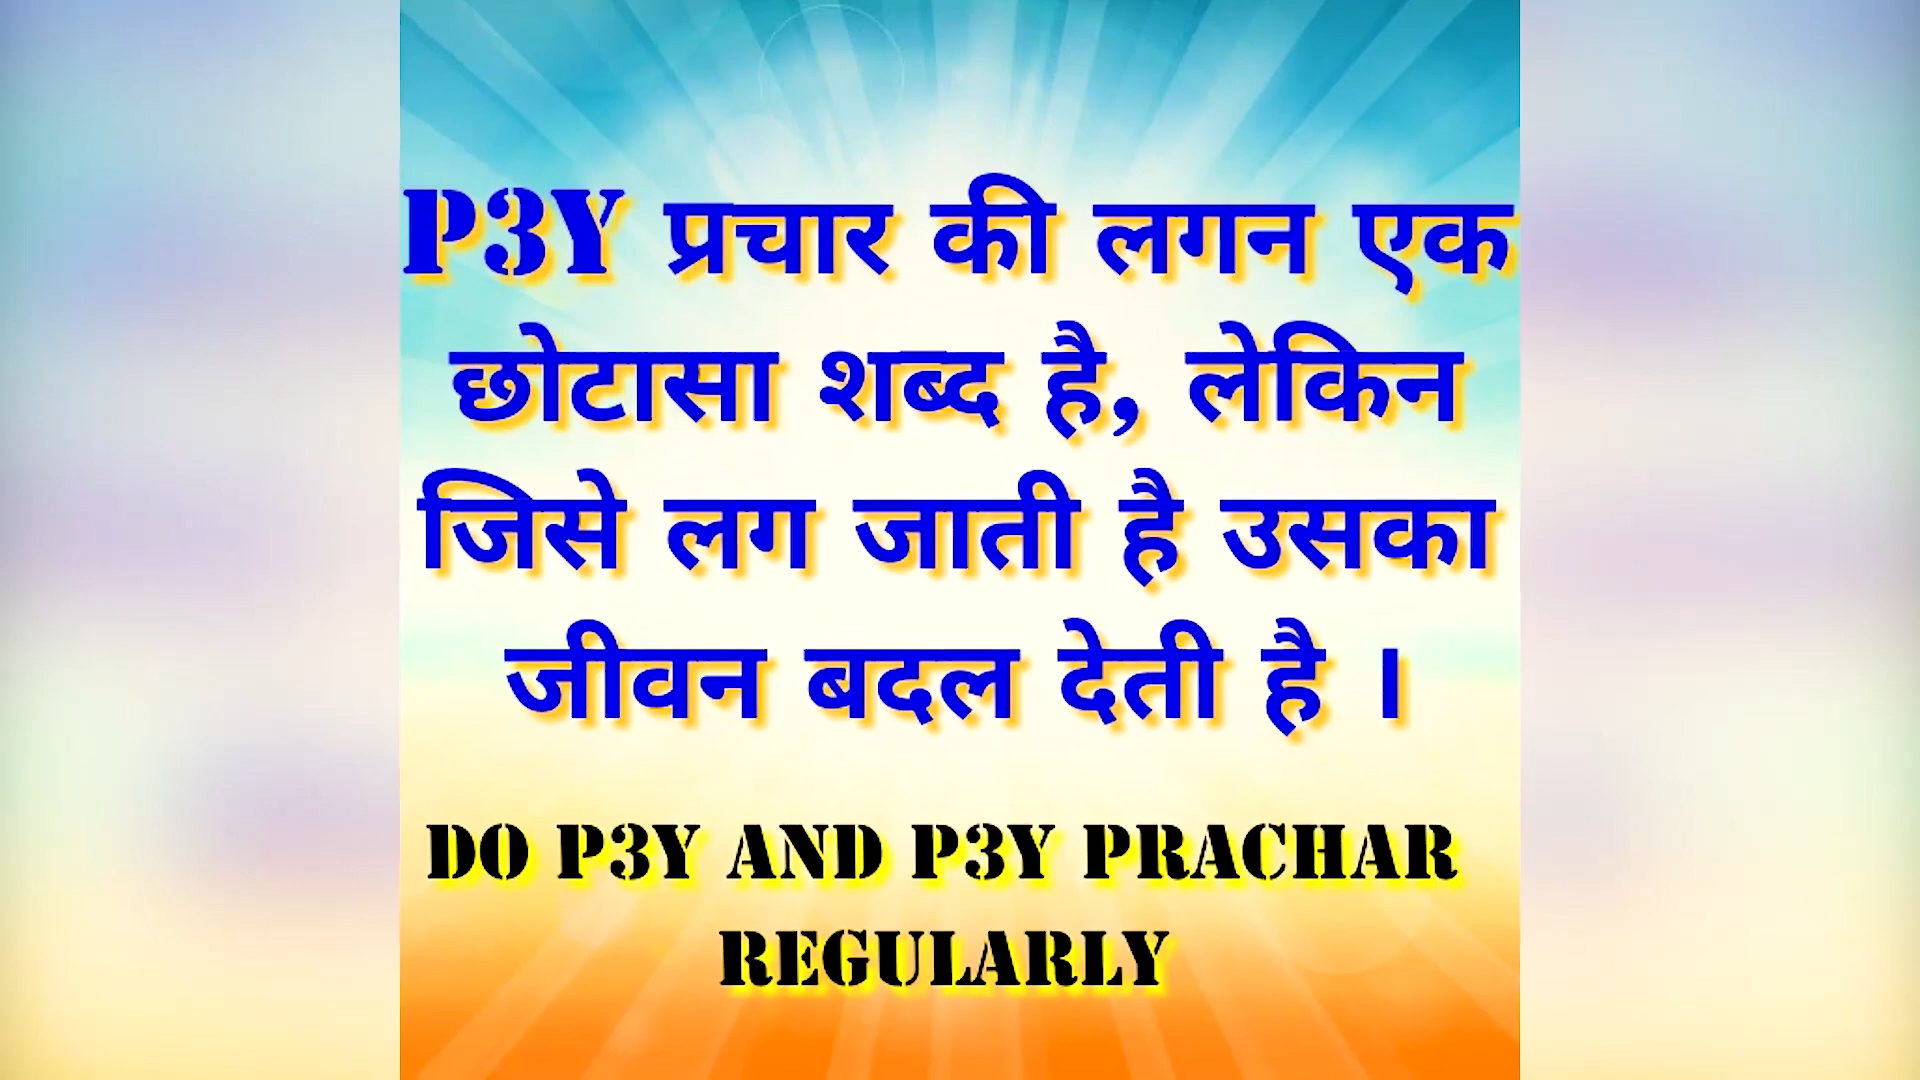 P3Y प्रचार की लगन एक
छोटासा शब्द है, लेकिन
जिसे लग जाती है उसका
जीवन बदल देती है ।
DO P3Y AND P3Y PRACHAR
REGULARLY